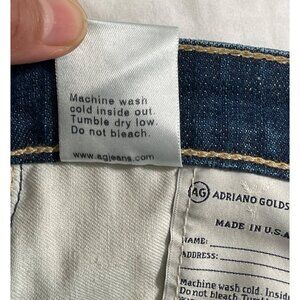 Machine wash
cold inside out.
Tumble dry low.
Do not bleach.
www.agjeans.com
AG ADRIANO GOLDS
MADE IN U.S.A
NAME:
ADDRESS:
Machine wash cold. Insid
Do not bleach. Tum